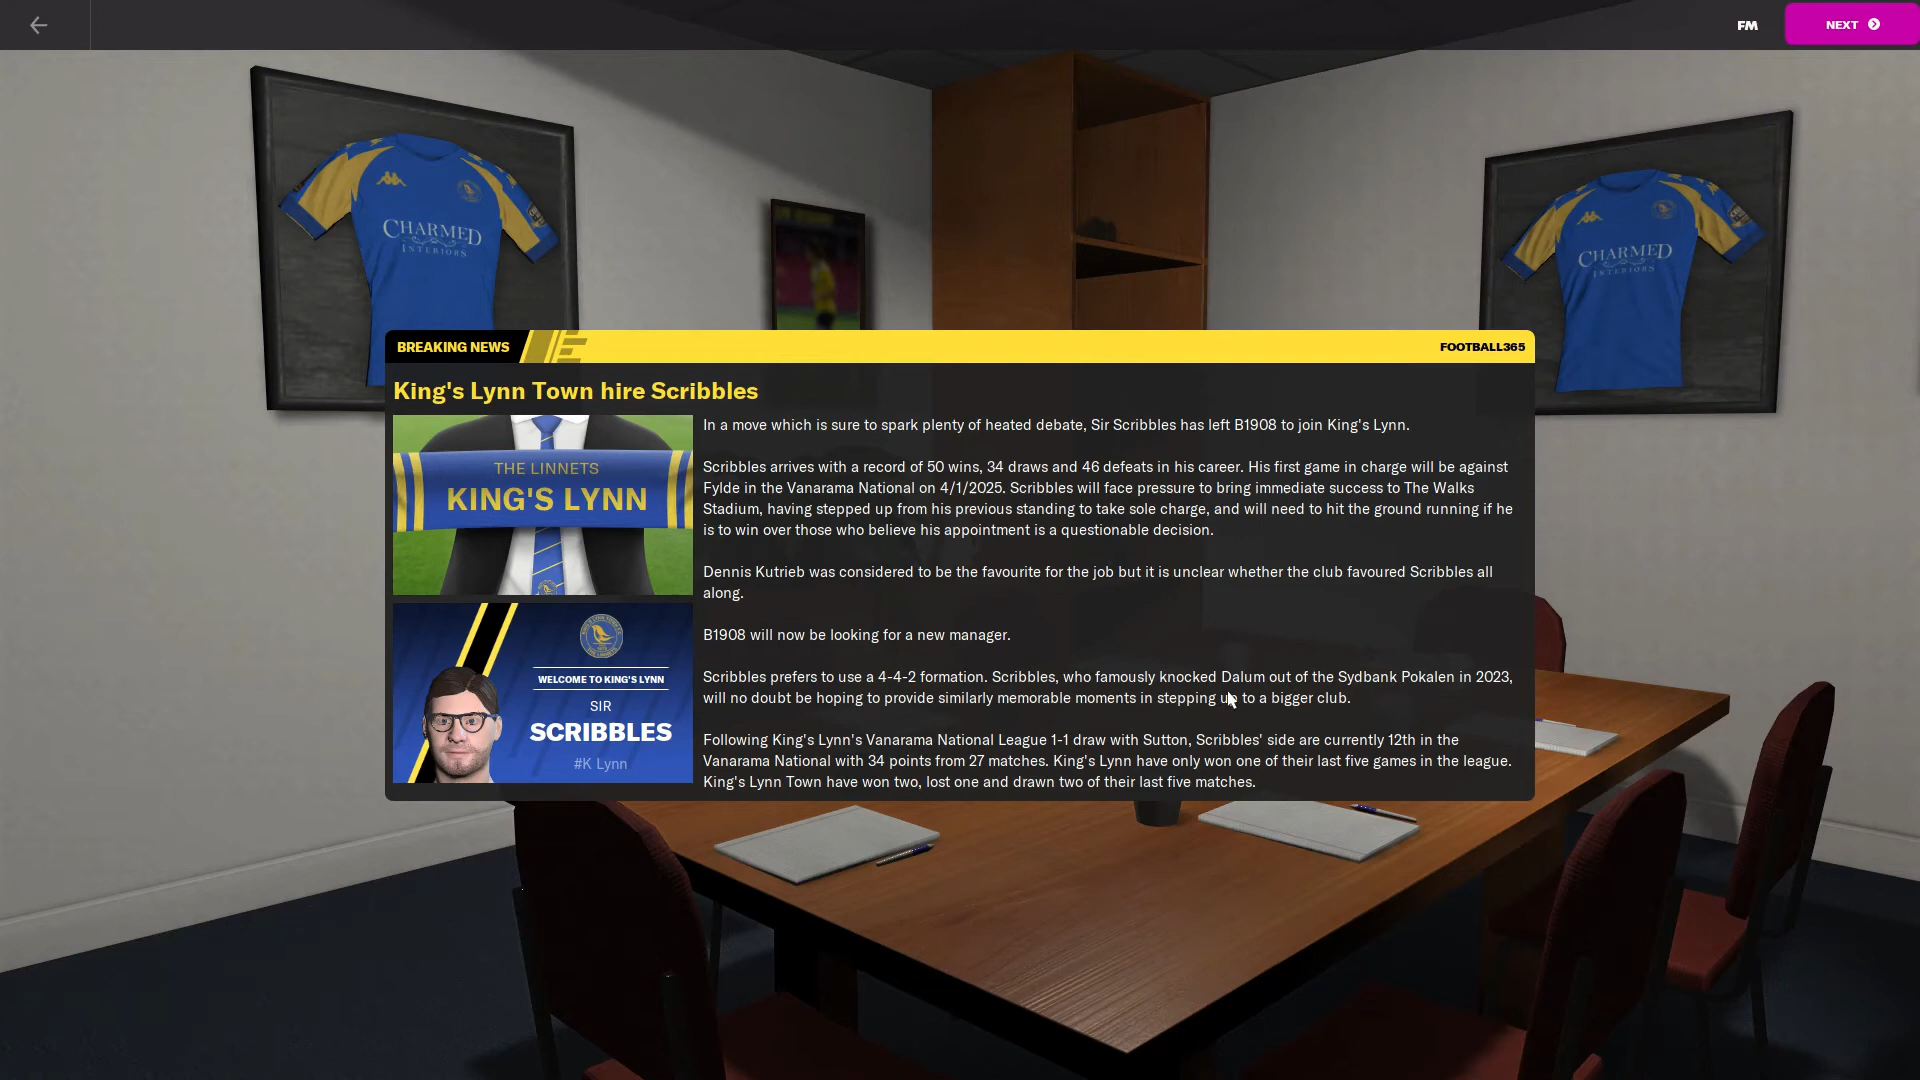 FM
NEXT
CHARMED
INTERIORS
CHARMED
INTERIORS
BREAKING NEWS
FOOTBALL365
King's Lynn Town hire Scribbles
THE LINNETS
KING'S LYNN
In a move which is sure to spark plenty of heated debate, Sir Scribbles has left B1908 to join King's Lynn.
Scribbles arrives with a record of 50 wins, 34 draws and 46 defeats in his career. His first game in charge will be against
Fylde in the Vanarama National on 4/1/2025. Scribbles will face pressure to bring immediate success to The Walks
Stadium, having stepped up from his previous standing to take sole charge, and will need to hit the ground running if he
is to win over those who believe his appointment is a questionable decision.
Dennis Kutrieb was considered to be the favourite for the job but it is unclear whether the club favoured Scribbles all
along.
B1908 will now be looking for a new manager.
Scribbles prefers to use a 4-4-2 formation. Scribbles, who famously knocked Dalum out of the Sydbank Pokalen in 2023,
will no doubt be hoping to provide similarly memorable moments in stepping up to a bigger club.
Following King's Lynn's Vanarama National League 1-1 draw with Sutton, Scribbles' side are currently 12th in the
Vanarama National with 34 points from 27 matches. King's Lynn have only won one of their last five games in the league.
King's Lynn Town have won two, lost one and drawn two of their last five matches.
WELCOME TO KING'S LYNN
SIR
SCRIBBLES
#K Lynn